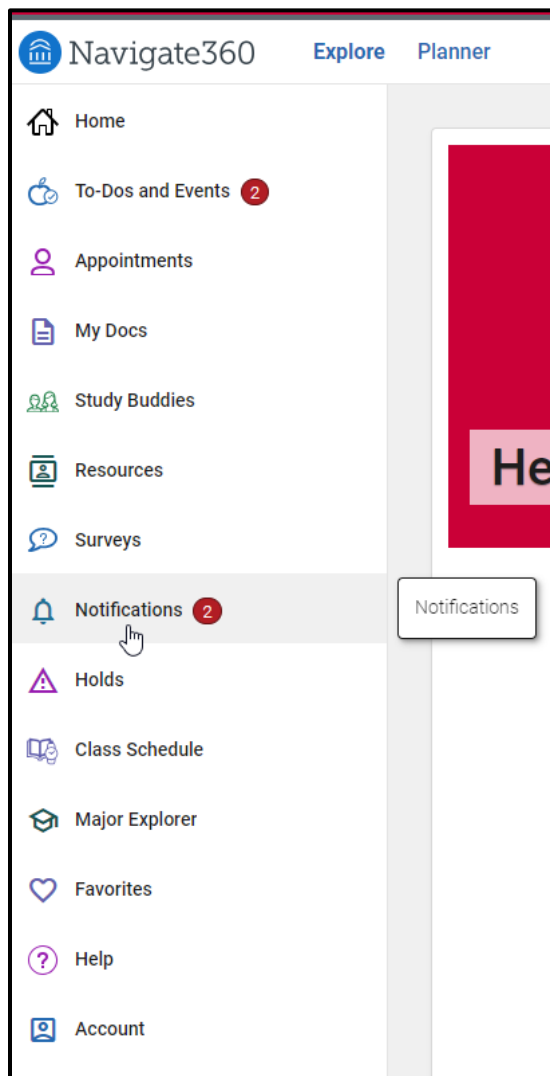 Navigate360 Explore Planner
Home
To-Dos and Events 2
Appointments
My Docs
Study Buddies
Resources
He
Surveys
Notifications 2
Notifications
Holds
Class Schedule
Major Explorer
Favorites
? Help
Account